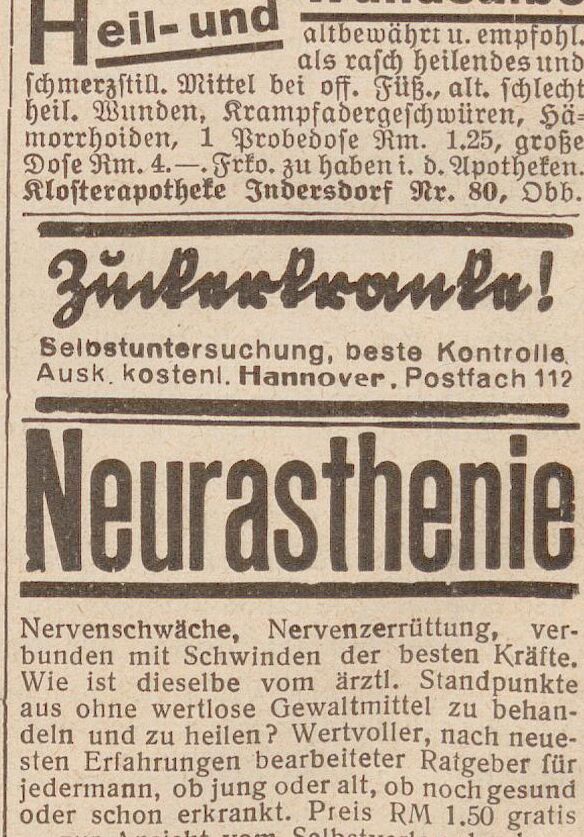 Heil- und
altbewährt u. empfohl.
als rasch heilendes und
schmerzstill. Mittel bei off. Füß., alt. schlecht
heil. Wunden, Krampfadergeschwüren, Hä-
morrhoiden, 1 Probedose Rm. 1.25, große
Dose Rm. 4.—. Frko. zu haben i. d. Apotheken.
Klosterapotheke Indersdorf Nr. 80, Obb.
Zuckerkranke!
Selbstuntersuchung, beste Kontrolle.
Ausk. kostenl. Hannover, Postfach 112
Neurasthenie
Nervenschwäche, Nervenzerrüttung, ver-
bunden mit Schwinden der besten Kräfte.
Wie ist dieselbe vom ärztl. Standpunkte
aus ohne wertlose Gewaltmittel zu behan-
deln und zu heilen? Wertvoller, nach neue-
sten Erfahrungen bearbeiteter Ratgeber für
jedermann, ob jung oder alt, ob noch gesund
oder schon erkrankt. Preis RM 1.50 gratis